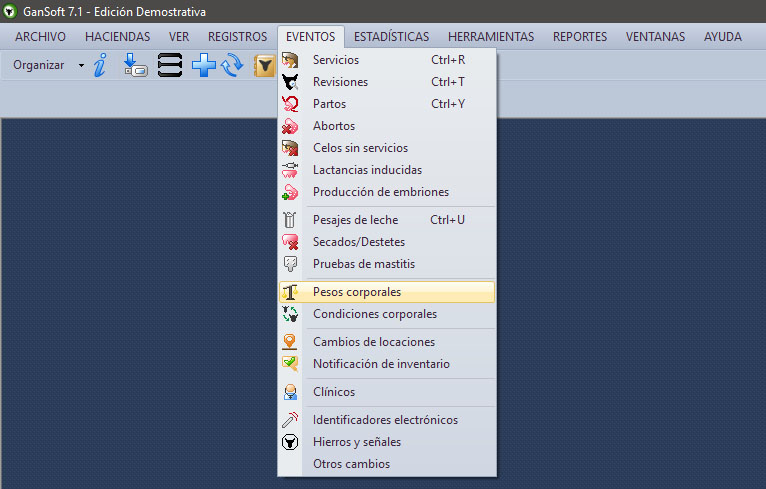 GanSoft 7.1 - Edición Demostrativa
ARCHIVO HACIENDAS VER REGISTROS EVENTOS ESTADÍSTICAS HERRAMIENTAS REPORTES VENTANAS AYUDA
Organizar
Servicios Ctrl+R
Revisiones Ctrl+T
Partos Ctrl+Y
Abortos
Celos sin servicios
Lactancias inducidas
Producción de embriones
Pesajes de leche Ctrl+U
Secados/Destetes
Pruebas de mastitis
Pesos corporales
Condiciones corporales
Cambios de locaciones
Notificación de inventario
Clínicos
Identificadores electrónicos
Hierros y señales
Otros cambios